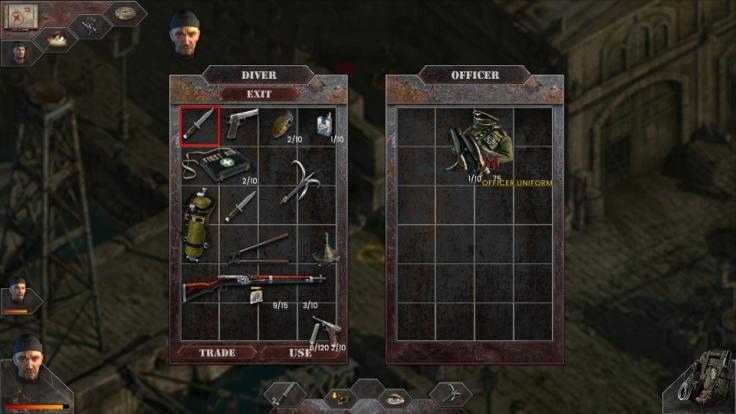 DIVER
EXIT
OFFICER
2/10
1/10
2/10
1/10
75
OFFICER UNIFORM
9/15
3/10
TRADE
USE
6/120
7/10
2